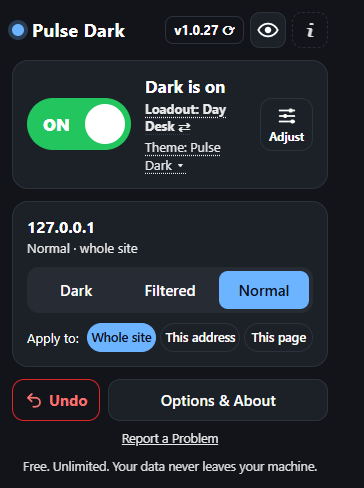 Pulse Dark
v1.0.27 ⟳
i
ON
Dark is on
Loadout: Day
Desk ⇄
Theme: Pulse
Dark
Adjust
127.0.0.1
Normal · whole site
Dark Filtered Normal
Apply to: Whole site This address This page
Undo
Options & About
Report a Problem
Free. Unlimited. Your data never leaves your machine.